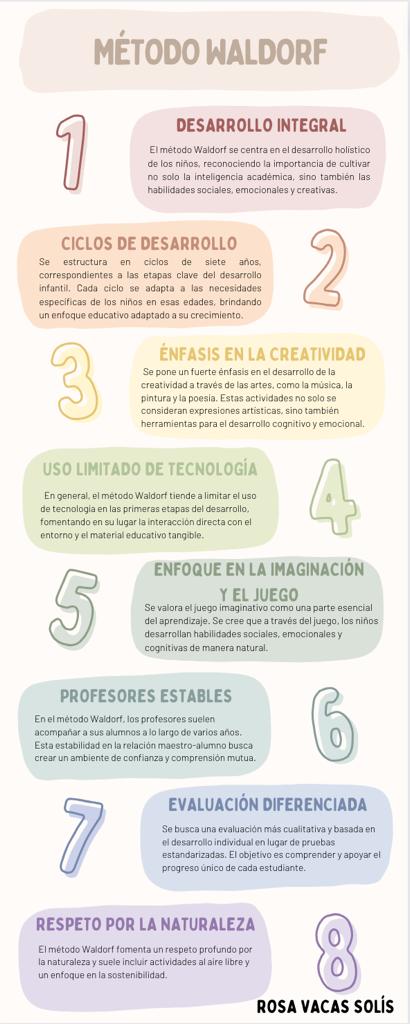 MÉTODO WALDORF
1
DESARROLLO INTEGRAL
El método Waldorf se centra en el desarrollo holístico
de los niños, reconociendo la importancia de cultivar
no solo la inteligencia académica, sino también las
habilidades sociales, emocionales y creativas.
CICLOS DE DESARROLLO
Se estructura en ciclos de siete años,
correspondientes a las etapas clave del desarrollo
infantil. Cada ciclo se adapta a las necesidades
específicas de los niños en esas edades, brindando
un enfoque educativo adaptado a su crecimiento.
2
3
ÉNFASIS EN LA CREATIVIDAD
Se pone un fuerte énfasis en el desarrollo de la
creatividad a través de las artes, como la música, la
pintura y la poesía. Estas actividades no solo se
consideran expresiones artísticas, sino también
herramientas para el desarrollo cognitivo y emocional.
USO LIMITADO DE TECNOLOGÍA
En general, el método Waldorf tiende a limitar el uso
de tecnología en las primeras etapas del desarrollo,
fomentando en su lugar la interacción directa con el
entorno y el material educativo tangible.
4
5
ENFOQUE EN LA IMAGINACIÓN
Y EL JUEGO
Se valora el juego imaginativo como una parte esencial
del aprendizaje. Se cree que a través del juego, los niños
desarrollan habilidades sociales, emocionales y
cognitivas de manera natural.
PROFESORES ESTABLES
En el método Waldorf, los profesores suelen
acompañar a sus alumnos a lo largo de varios años.
Esta estabilidad en la relación maestro-alumno busca
crear un ambiente de confianza y comprensión mutua.
6
7
EVALUACIÓN DIFERENCIADA
Se busca una evaluación más cualitativa y basada en
el desarrollo individual en lugar de pruebas
estandarizadas. El objetivo es comprender y apoyar el
progreso único de cada estudiante.
RESPETO POR LA NATURALEZA
El método Waldorf fomenta un respeto profundo por
la naturaleza y suele incluir actividades al aire libre y
un enfoque en la sostenibilidad.
8
ROSA VACAS SOLÍS